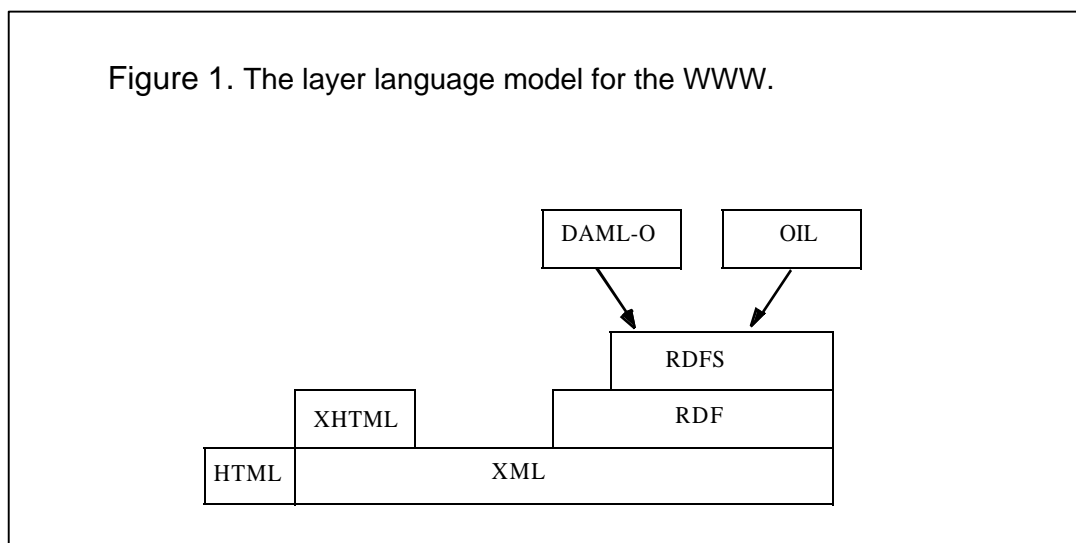 Figure 1. The layer language model for the WWW.
DAML-O OIL
RDFS
XHTML RDF
HTML XML